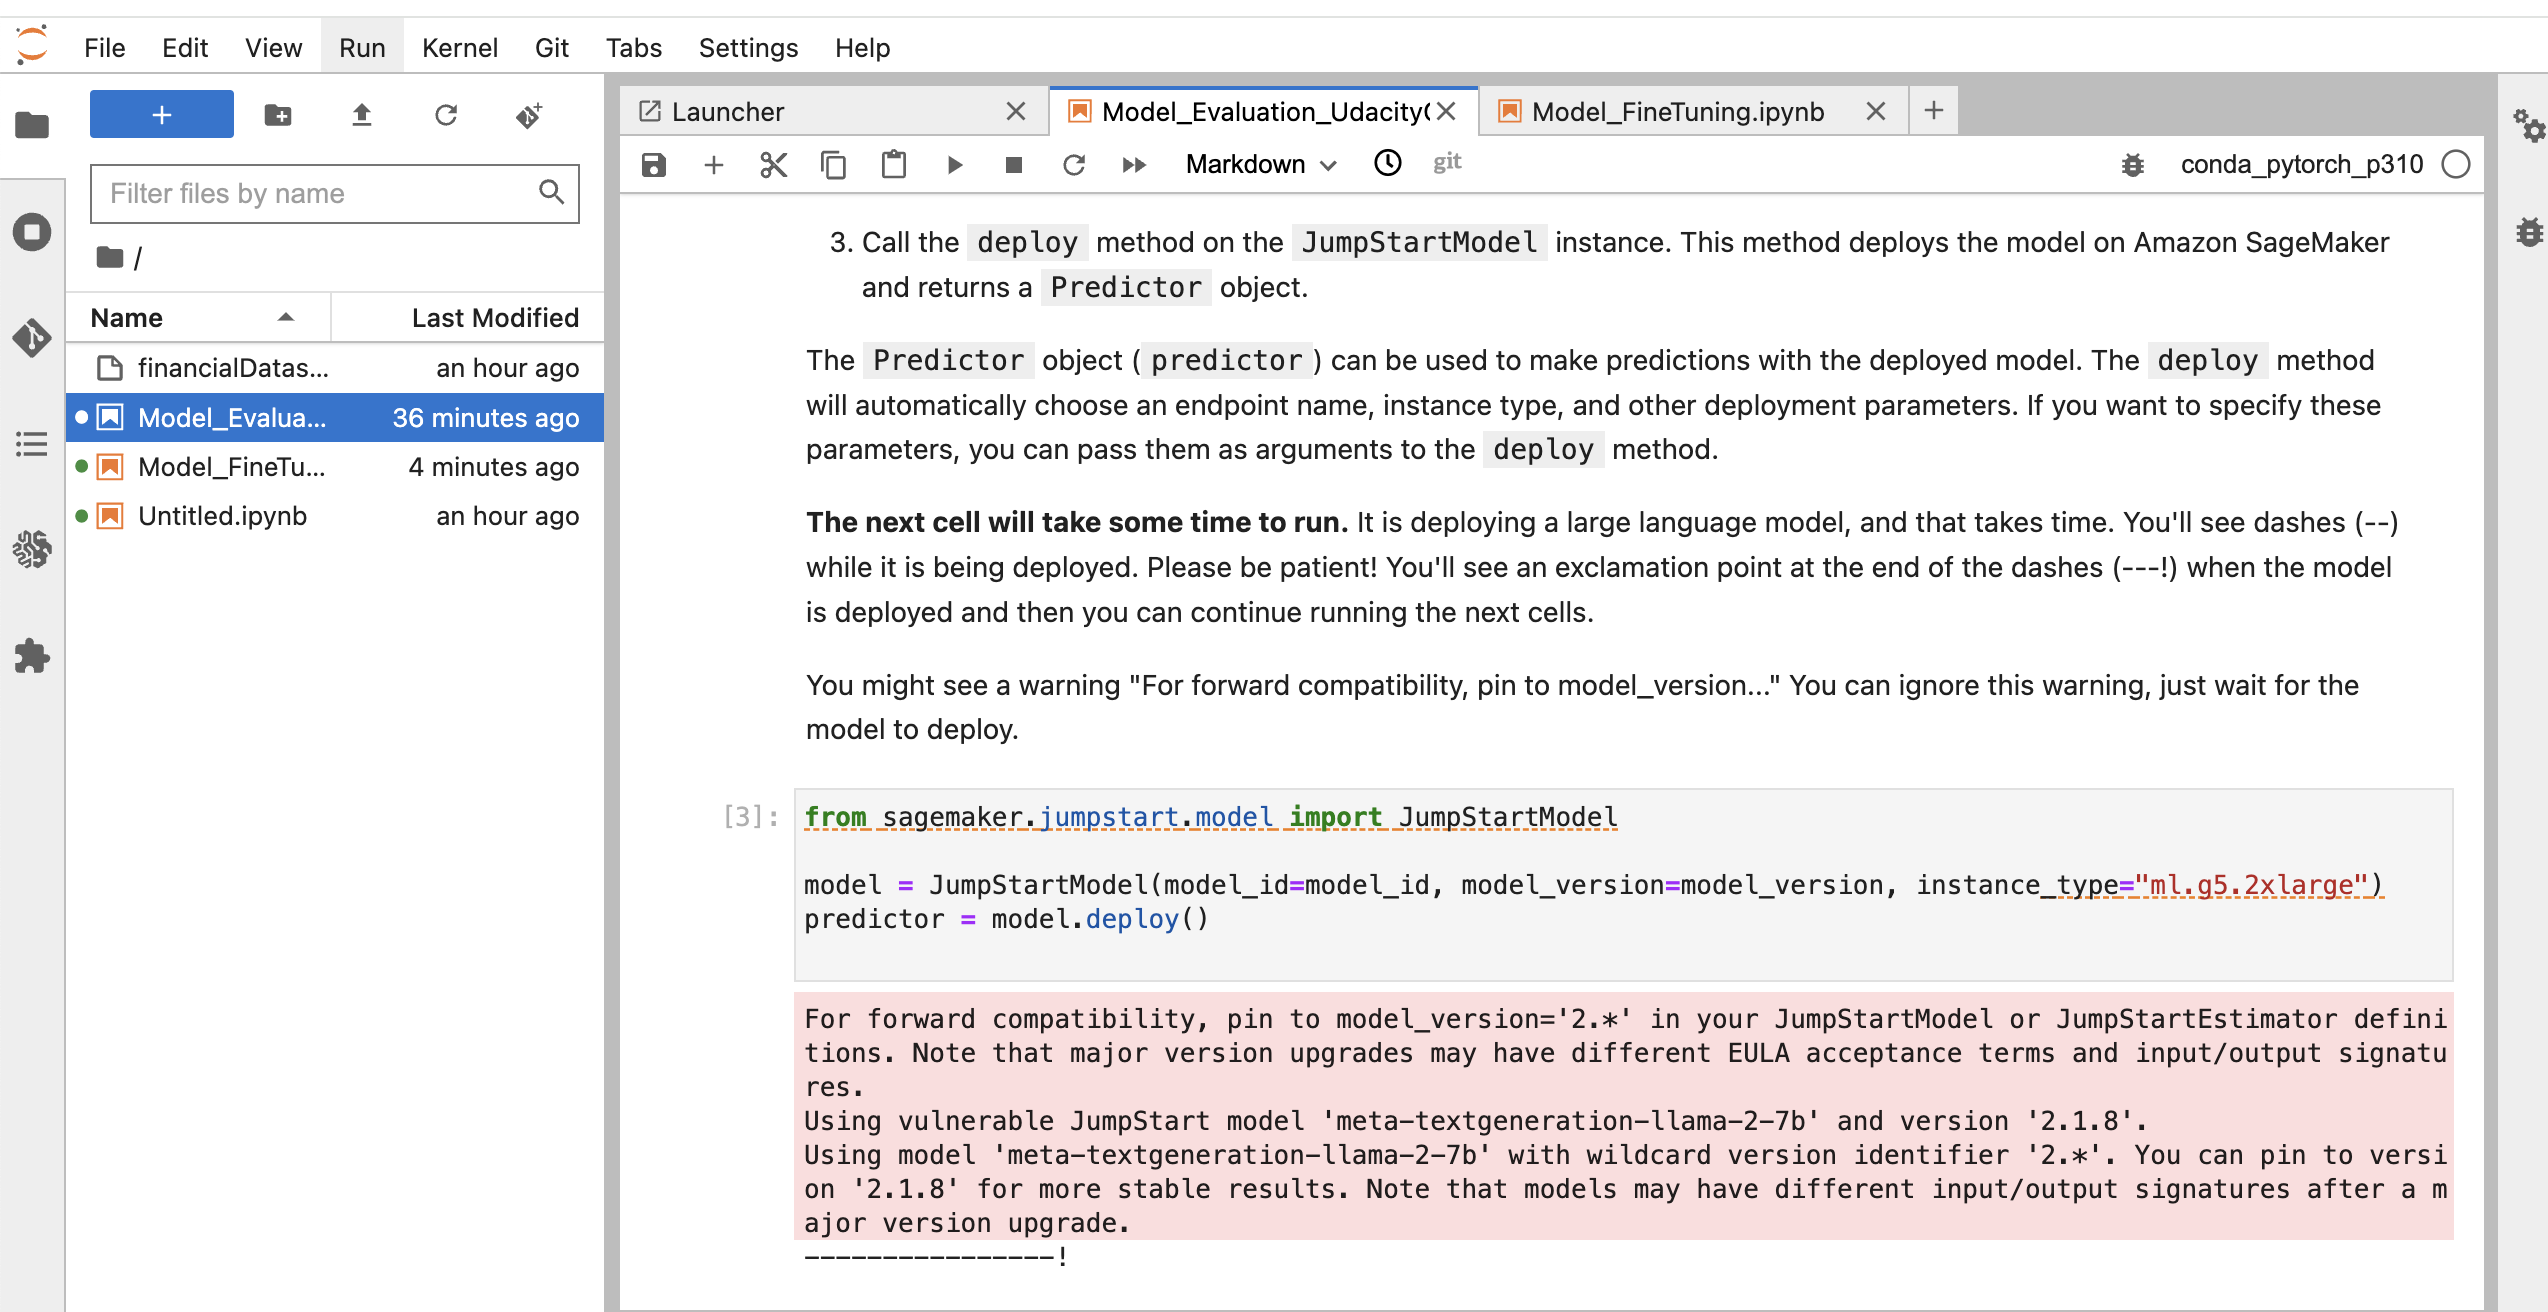 File Edit View Run Kernel Git Tabs Settings Help
+
Filter files by name
/
Name Last Modified
financialDatas... an hour ago
Model_Evalua... 36 minutes ago
Model_FineTu... 4 minutes ago
Untitled.ipynb an hour ago
Launcher Model_Evaluation_Udacity Model_FineTuning.ipynb
Markdown git conda_pytorch_p310
3. Call the deploy method on the JumpStartModel instance. This method deploys the model on Amazon SageMaker
and returns a Predictor object.
The Predictor object (predictor) can be used to make predictions with the deployed model. The deploy method
will automatically choose an endpoint name, instance type, and other deployment parameters. If you want to specify these
parameters, you can pass them as arguments to the deploy method.
The next cell will take some time to run. It is deploying a large language model, and that takes time. You'll see dashes (--)
while it is being deployed. Please be patient! You'll see an exclamation point at the end of the dashes (---!) when the model
is deployed and then you can continue running the next cells.
You might see a warning "For forward compatibility, pin to model_version..." You can ignore this warning, just wait for the
model to deploy.
[3]: from sagemaker.jumpstart.model import JumpStartModel
model = JumpStartModel(model_id=model_id, model_version=model_version, instance_type="ml.g5.2xlarge")
predictor = model.deploy()
For forward compatibility, pin to model_version='2.*' in your JumpStartModel or JumpStartEstimator defini
tions. Note that major version upgrades may have different EULA acceptance terms and input/output signatu
res.
Using vulnerable JumpStart model 'meta-textgeneration-llama-2-7b' and version '2.1.8'.
Using model 'meta-textgeneration-llama-2-7b' with wildcard version identifier '2.*'. You can pin to versi
on '2.1.8' for more stable results. Note that models may have different input/output signatures after a m
ajor version upgrade.
----------------!